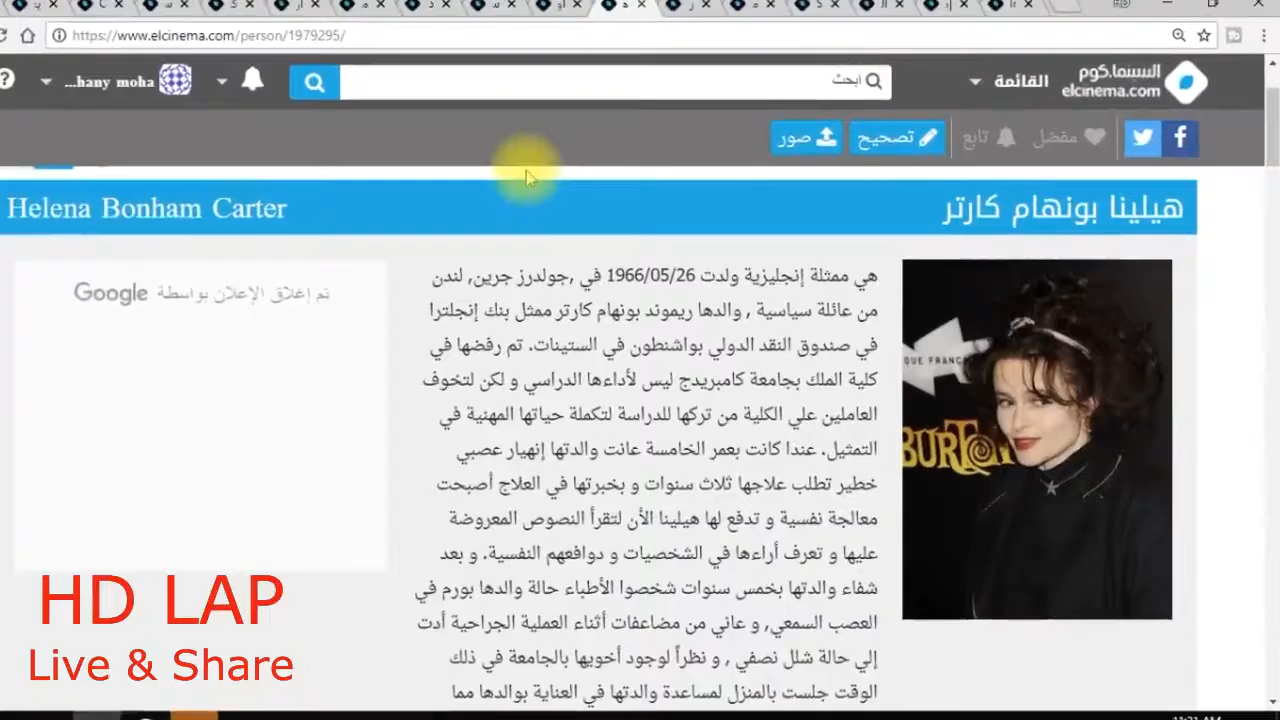 https://www.elcinema.com/person/1979295/
hany moha...
ابحث
القائمة
السينما.كوم
elcinema.com
صور
تصحيح
تابع
مفضل
Helena Bonham Carter
هيلينا بونهام كارتر
تم إغلاق الإعلان بواسطة Google
هي ممثلة إنجليزية ولدت 1966/05/26 في ,جولدرز جرين, لندن
من عائلة سياسية , والدها ريموند بونهام كارتر ممثل بنك إنجلترا
في صندوق النقد الدولي بواشنطون في الستينات. تم رفضها في
كلية الملك بجامعة كامبريدج ليس لأداءها الدراسي و لكن لتخوف
العاملين علي الكلية من تركها للدراسة لتكملة حياتها المهنية في
التمثيل. عندا كانت بعمر الخامسة عانت والدتها إنهيار عصبي
خطير تطلب علاجها ثلاث سنوات و بخبرتها في العلاج أصبحت
معالجة نفسية و تدفع لها هيلينا الأن لتقرأ النصوص المعروضة
عليها و تعرف أراءها في الشخصيات و دوافعهم النفسية. و بعد
شفاء والدتها بخمس سنوات شخصوا الأطباء حالة والدها بورم في
العصب السمعي, و عاني من مضاعفات أثناء العملية الجراحية أدت
إلي حالة شلل نصفي , و نظراً لوجود أخويها بالجامعة في ذلك
الوقت جلست بالمنزل لمساعدة والدتها في العناية بوالدها مما
QUE FRANÇA
BURTON
HD LAP
Live & Share